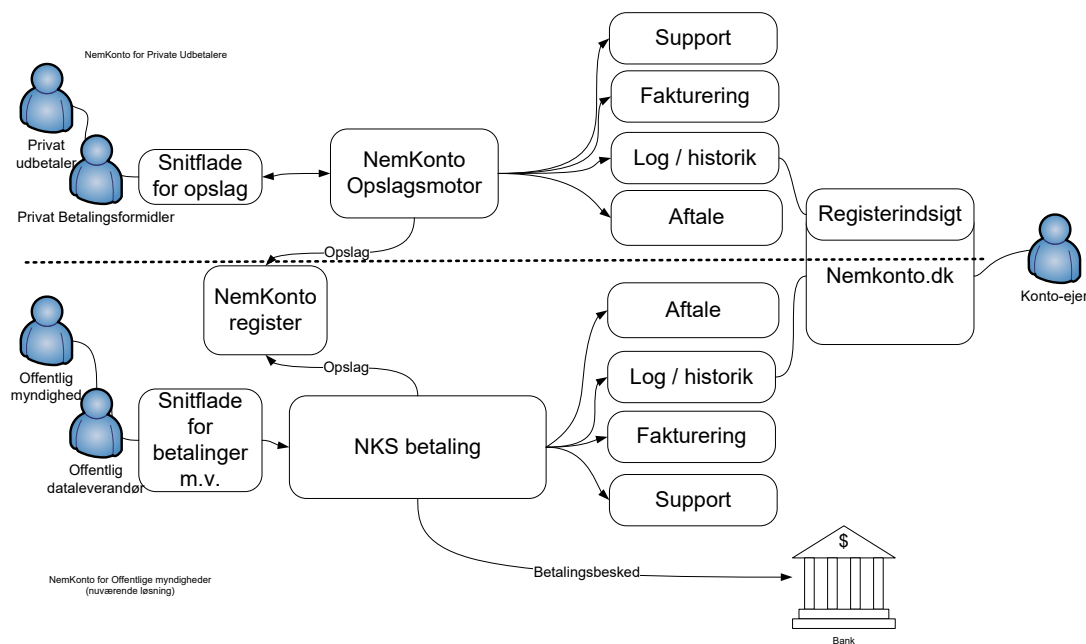 NemKonto for Private Udbetalere
Privat
udbetaler
Privat Betalingsformidler
Snitflade
for opslag
NemKonto
Opslagsmotor
Support
Fakturering
Log / historik
Aftale
Registerindsigt
Nemkonto.dk
Konto-ejer
Opslag
NemKonto
register
Opslag
Offentlig
myndighed
Offentlig
dataleverandør
Snitflade
for
betalinger
m.v.
NKS betaling
Aftale
Log / historik
Fakturering
Support
Betalingsbesked
$
Bank
NemKonto for Offentlige myndigheder
(nuværende løsning)